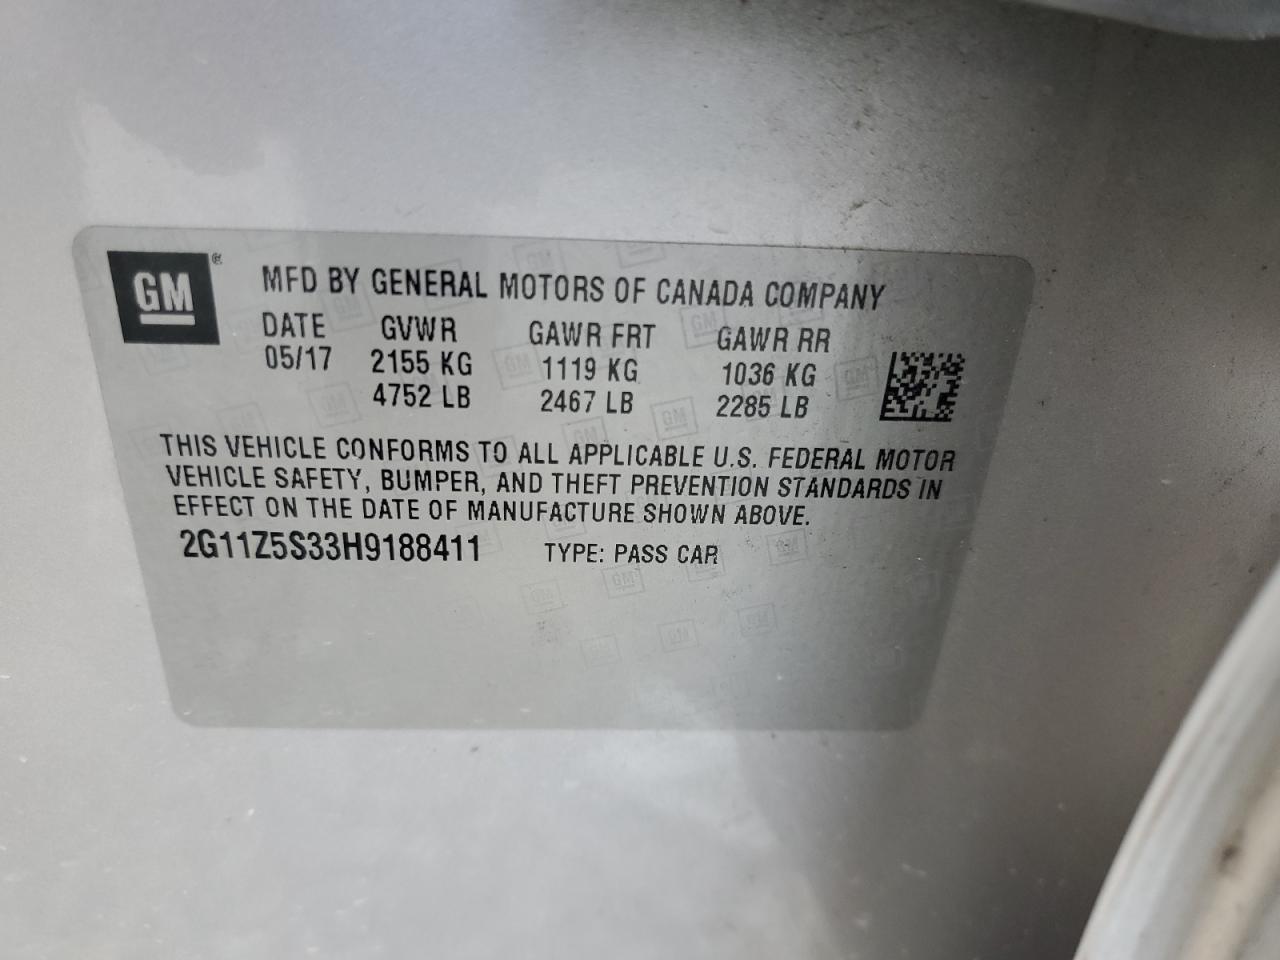 GM®
MFD BY GENERAL MOTORS OF CANADA COMPANY
DATE GVWR GAWR FRT GAWR RR
05/17 2155 KG 1119 KG 1036 KG
4752 LB 2467 LB 2285 LB
THIS VEHICLE CONFORMS TO ALL APPLICABLE U.S. FEDERAL MOTOR
VEHICLE SAFETY, BUMPER, AND THEFT PREVENTION STANDARDS IN
EFFECT ON THE DATE OF MANUFACTURE SHOWN ABOVE.
2G11Z5S33H9188411 TYPE: PASS CAR